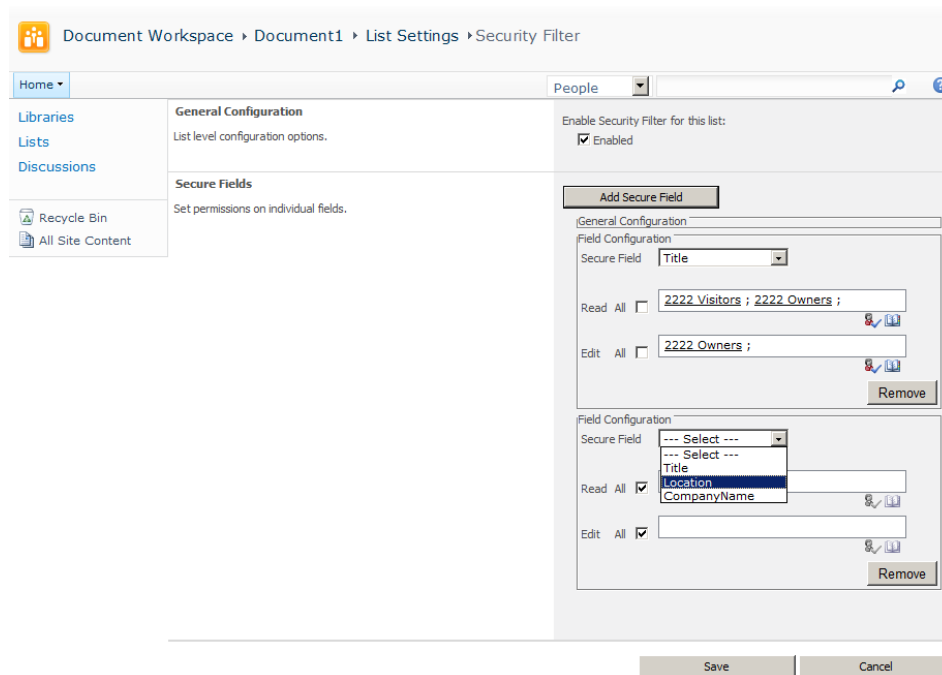 Document Workspace › Document1 › List Settings › Security Filter
Home
People
Libraries
Lists
Discussions
Recycle Bin
All Site Content
General Configuration
List level configuration options.
Enable Security Filter for this list:
Enabled
Secure Fields
Set permissions on individual fields.
Add Secure Field
General Configuration
Field Configuration
Secure Field Title
Read All 2222 Visitors ; 2222 Owners ;
Edit All 2222 Owners ;
Remove
Field Configuration
Secure Field --- Select ---
--- Select ---
Title
Location
CompanyName
Read All
Edit All
Remove
Save Cancel